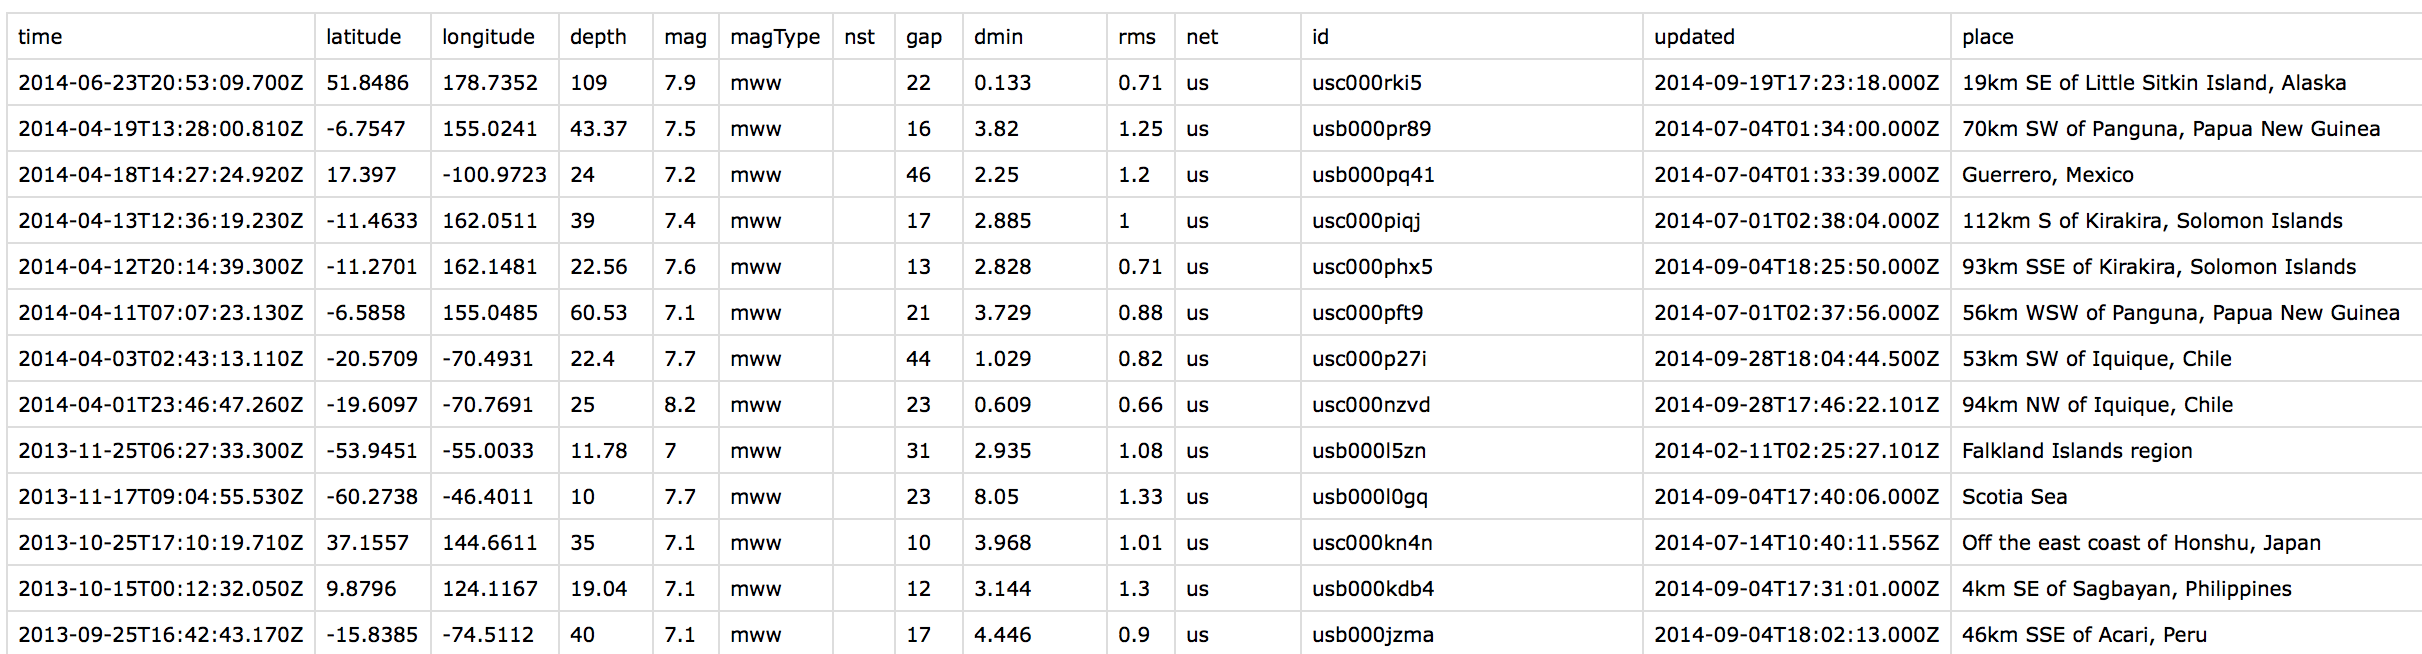 time latitude longitude depth mag magType nst gap dmin rms net id updated place
2014-06-23T20:53:09.700Z 51.8486 178.7352 109 7.9 mww 22 0.133 0.71 us usc000rki5 2014-09-19T17:23:18.000Z 19km SE of Little Sitkin Island, Alaska
2014-04-19T13:28:00.810Z -6.7547 155.0241 43.37 7.5 mww 16 3.82 1.25 us usb000pr89 2014-07-04T01:34:00.000Z 70km SW of Panguna, Papua New Guinea
2014-04-18T14:27:24.920Z 17.397 -100.9723 24 7.2 mww 46 2.25 1.2 us usb000pq41 2014-07-04T01:33:39.000Z Guerrero, Mexico
2014-04-13T12:36:19.230Z -11.4633 162.0511 39 7.4 mww 17 2.885 1 us usc000piqj 2014-07-01T02:38:04.000Z 112km S of Kirakira, Solomon Islands
2014-04-12T20:14:39.300Z -11.2701 162.1481 22.56 7.6 mww 13 2.828 0.71 us usc000phx5 2014-09-04T18:25:50.000Z 93km SSE of Kirakira, Solomon Islands
2014-04-11T07:07:23.130Z -6.5858 155.0485 60.53 7.1 mww 21 3.729 0.88 us usc000pft9 2014-07-01T02:37:56.000Z 56km WSW of Panguna, Papua New Guinea
2014-04-03T02:43:13.110Z -20.5709 -70.4931 22.4 7.7 mww 44 1.029 0.82 us usc000p27i 2014-09-28T18:04:44.500Z 53km SW of Iquique, Chile
2014-04-01T23:46:47.260Z -19.6097 -70.7691 25 8.2 mww 23 0.609 0.66 us usc000nzvd 2014-09-28T17:46:22.101Z 94km NW of Iquique, Chile
2013-11-25T06:27:33.300Z -53.9451 -55.0033 11.78 7 mww 31 2.935 1.08 us usb000l5zn 2014-02-11T02:25:27.101Z Falkland Islands region
2013-11-17T09:04:55.530Z -60.2738 -46.4011 10 7.7 mww 23 8.05 1.33 us usb000l0gq 2014-09-04T17:40:06.000Z Scotia Sea
2013-10-25T17:10:19.710Z 37.1557 144.6611 35 7.1 mww 10 3.968 1.01 us usc000kn4n 2014-07-14T10:40:11.556Z Off the east coast of Honshu, Japan
2013-10-15T00:12:32.050Z 9.8796 124.1167 19.04 7.1 mww 12 3.144 1.3 us usb000kdb4 2014-09-04T17:31:01.000Z 4km SE of Sagbayan, Philippines
2013-09-25T16:42:43.170Z -15.8385 -74.5112 40 7.1 mww 17 4.446 0.9 us usb000jzma 2014-09-04T18:02:13.000Z 46km SSE of Acari, Peru